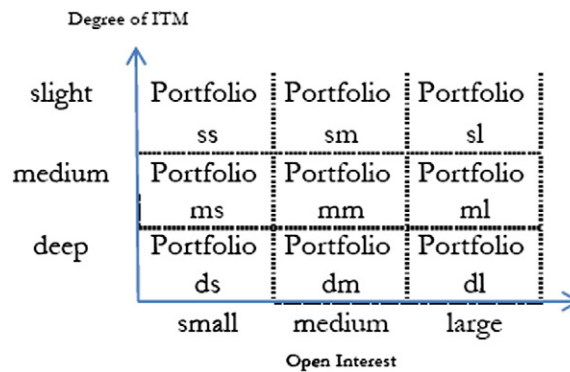 Degree of ITM
slight Portfolio Portfolio Portfolio
ss sm sl
medium Portfolio Portfolio Portfolio
ms mm ml
deep Portfolio Portfolio Portfolio
ds dm dl
small medium large
Open Interest